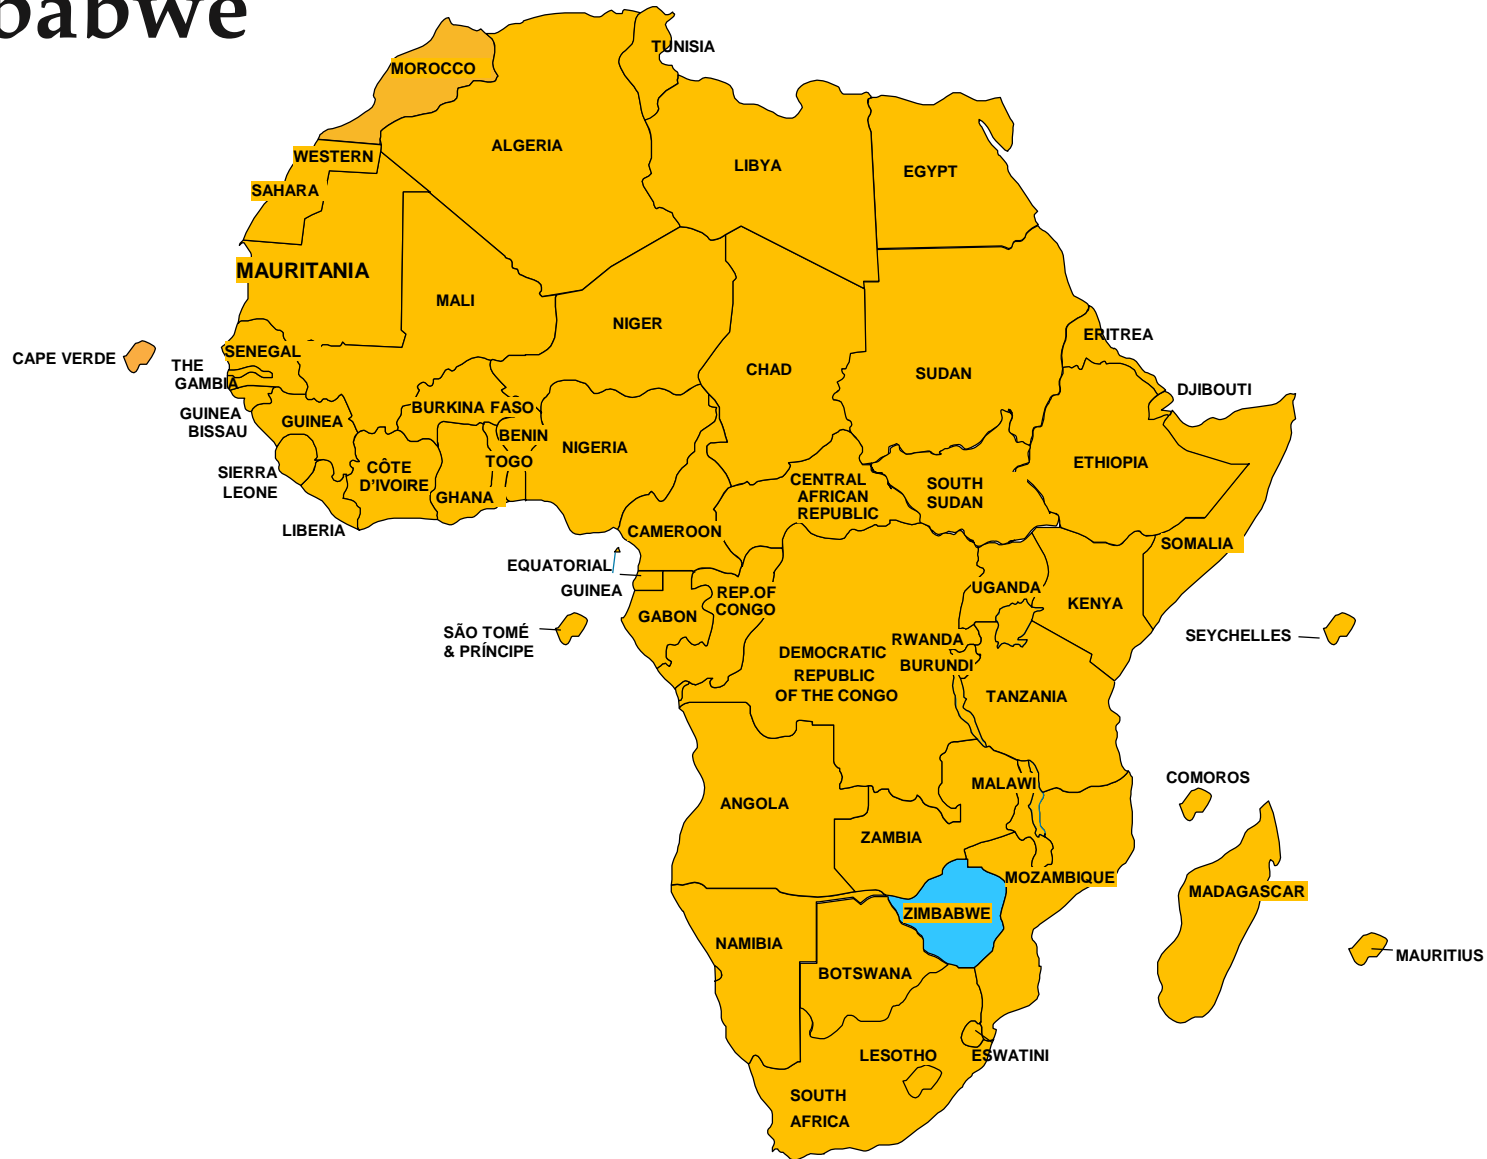 babwe
TUNISIA
MOROCCO
ALGERIA
WESTERN
LIBYA
EGYPT
SAHARA
MAURITANIA
MALI
NIGER
ERITREA
CAPE VERDE
SENEGAL
THE
GAMBIA
CHAD
SUDAN
DJIBOUTI
GUINEA
BISSAU
GUINEA
BURKINA FASO
BENIN
NIGERIA
TOGO
CÔTE
D'IVOIRE
GHANA
SIERRA
LEONE
LIBERIA
CENTRAL
AFRICAN
REPUBLIC
SOUTH
SUDAN
ETHIOPIA
CAMEROON
SOMALIA
EQUATORIAL
GUINEA
UGANDA
KENYA
GABON
REP.OF
CONGO
SÃO TOMÉ
& PRÍNCIPE
RWANDA
BURUNDI
DEMOCRATIC
REPUBLIC
OF THE CONGO
SEYCHELLES
TANZANIA
COMOROS
MALAWI
ANGOLA
ZAMBIA
MOZAMBIQUE
MADAGASCAR
ZIMBABWE
NAMIBIA
BOTSWANA
MAURITIUS
LESOTHO
ESWATINI
SOUTH
AFRICA